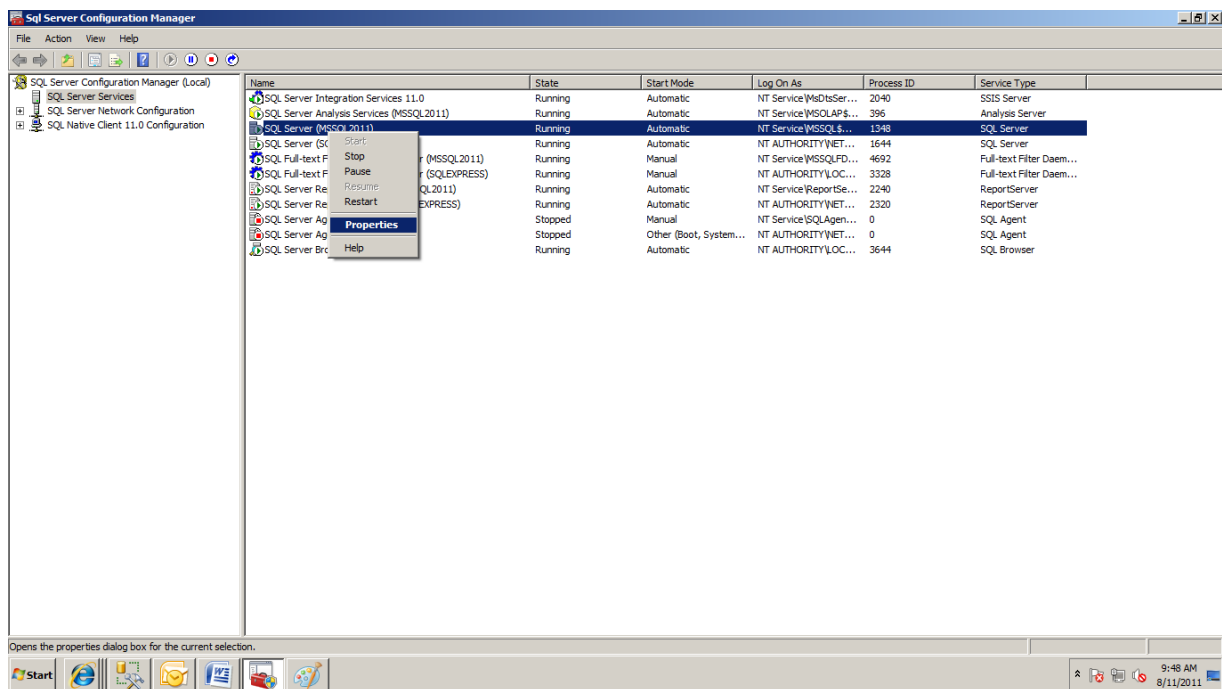 Sql Server Configuration Manager
File Action View Help
SQL Server Configuration Manager (Local)
SQL Server Services
SQL Server Network Configuration
SQL Native Client 11.0 Configuration
Name State Start Mode Log On As Process ID Service Type
SQL Server Integration Services 11.0 Running Automatic NT Service\MsDtsSer... 2040 SSIS Server
SQL Server Analysis Services (MSSQL2011) Running Automatic NT Service\MSOLAP$... 396 Analysis Server
SQL Server (MSSQL2011) Running Automatic NT Service\MSSQL$... 1348 SQL Server
SQL Server (SQ Running Automatic NT AUTHORITY\NET... 1644 SQL Server
SQL Full-text F r (MSSQL2011) Running Manual NT Service\MSSQLFD... 4692 Full-text Filter Daem...
SQL Full-text F r (SQLEXPRESS) Running Manual NT AUTHORITY\LOC... 3328 Full-text Filter Daem...
SQL Server Re QL2011) Running Automatic NT Service\ReportSe... 2240 ReportServer
SQL Server Re EXPRESS) Running Automatic NT AUTHORITY\NET... 2320 ReportServer
SQL Server Ag Stopped Manual NT Service\SQLAgen... 0 SQL Agent
SQL Server Ag Stopped Other (Boot, System... NT AUTHORITY\NET... 0 SQL Agent
SQL Server Bro Running Automatic NT AUTHORITY\LOC... 3644 SQL Browser
Start
Stop
Pause
Resume
Restart
Properties
Help
Opens the properties dialog box for the current selection.
Start
9:48 AM
8/11/2011